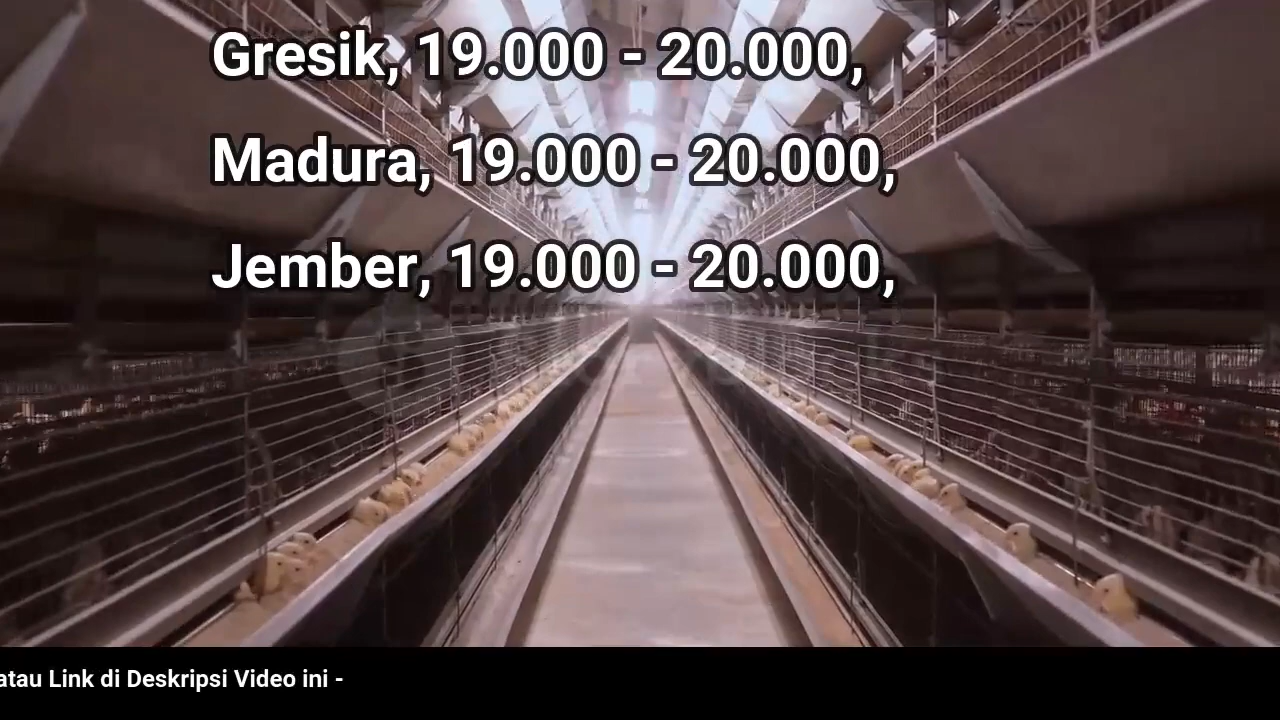 Gresik, 19.000 - 20.000,
Madura, 19.000 - 20.000,
Jember, 19.000 - 20.000,
atau Link di Deskripsi Video ini -